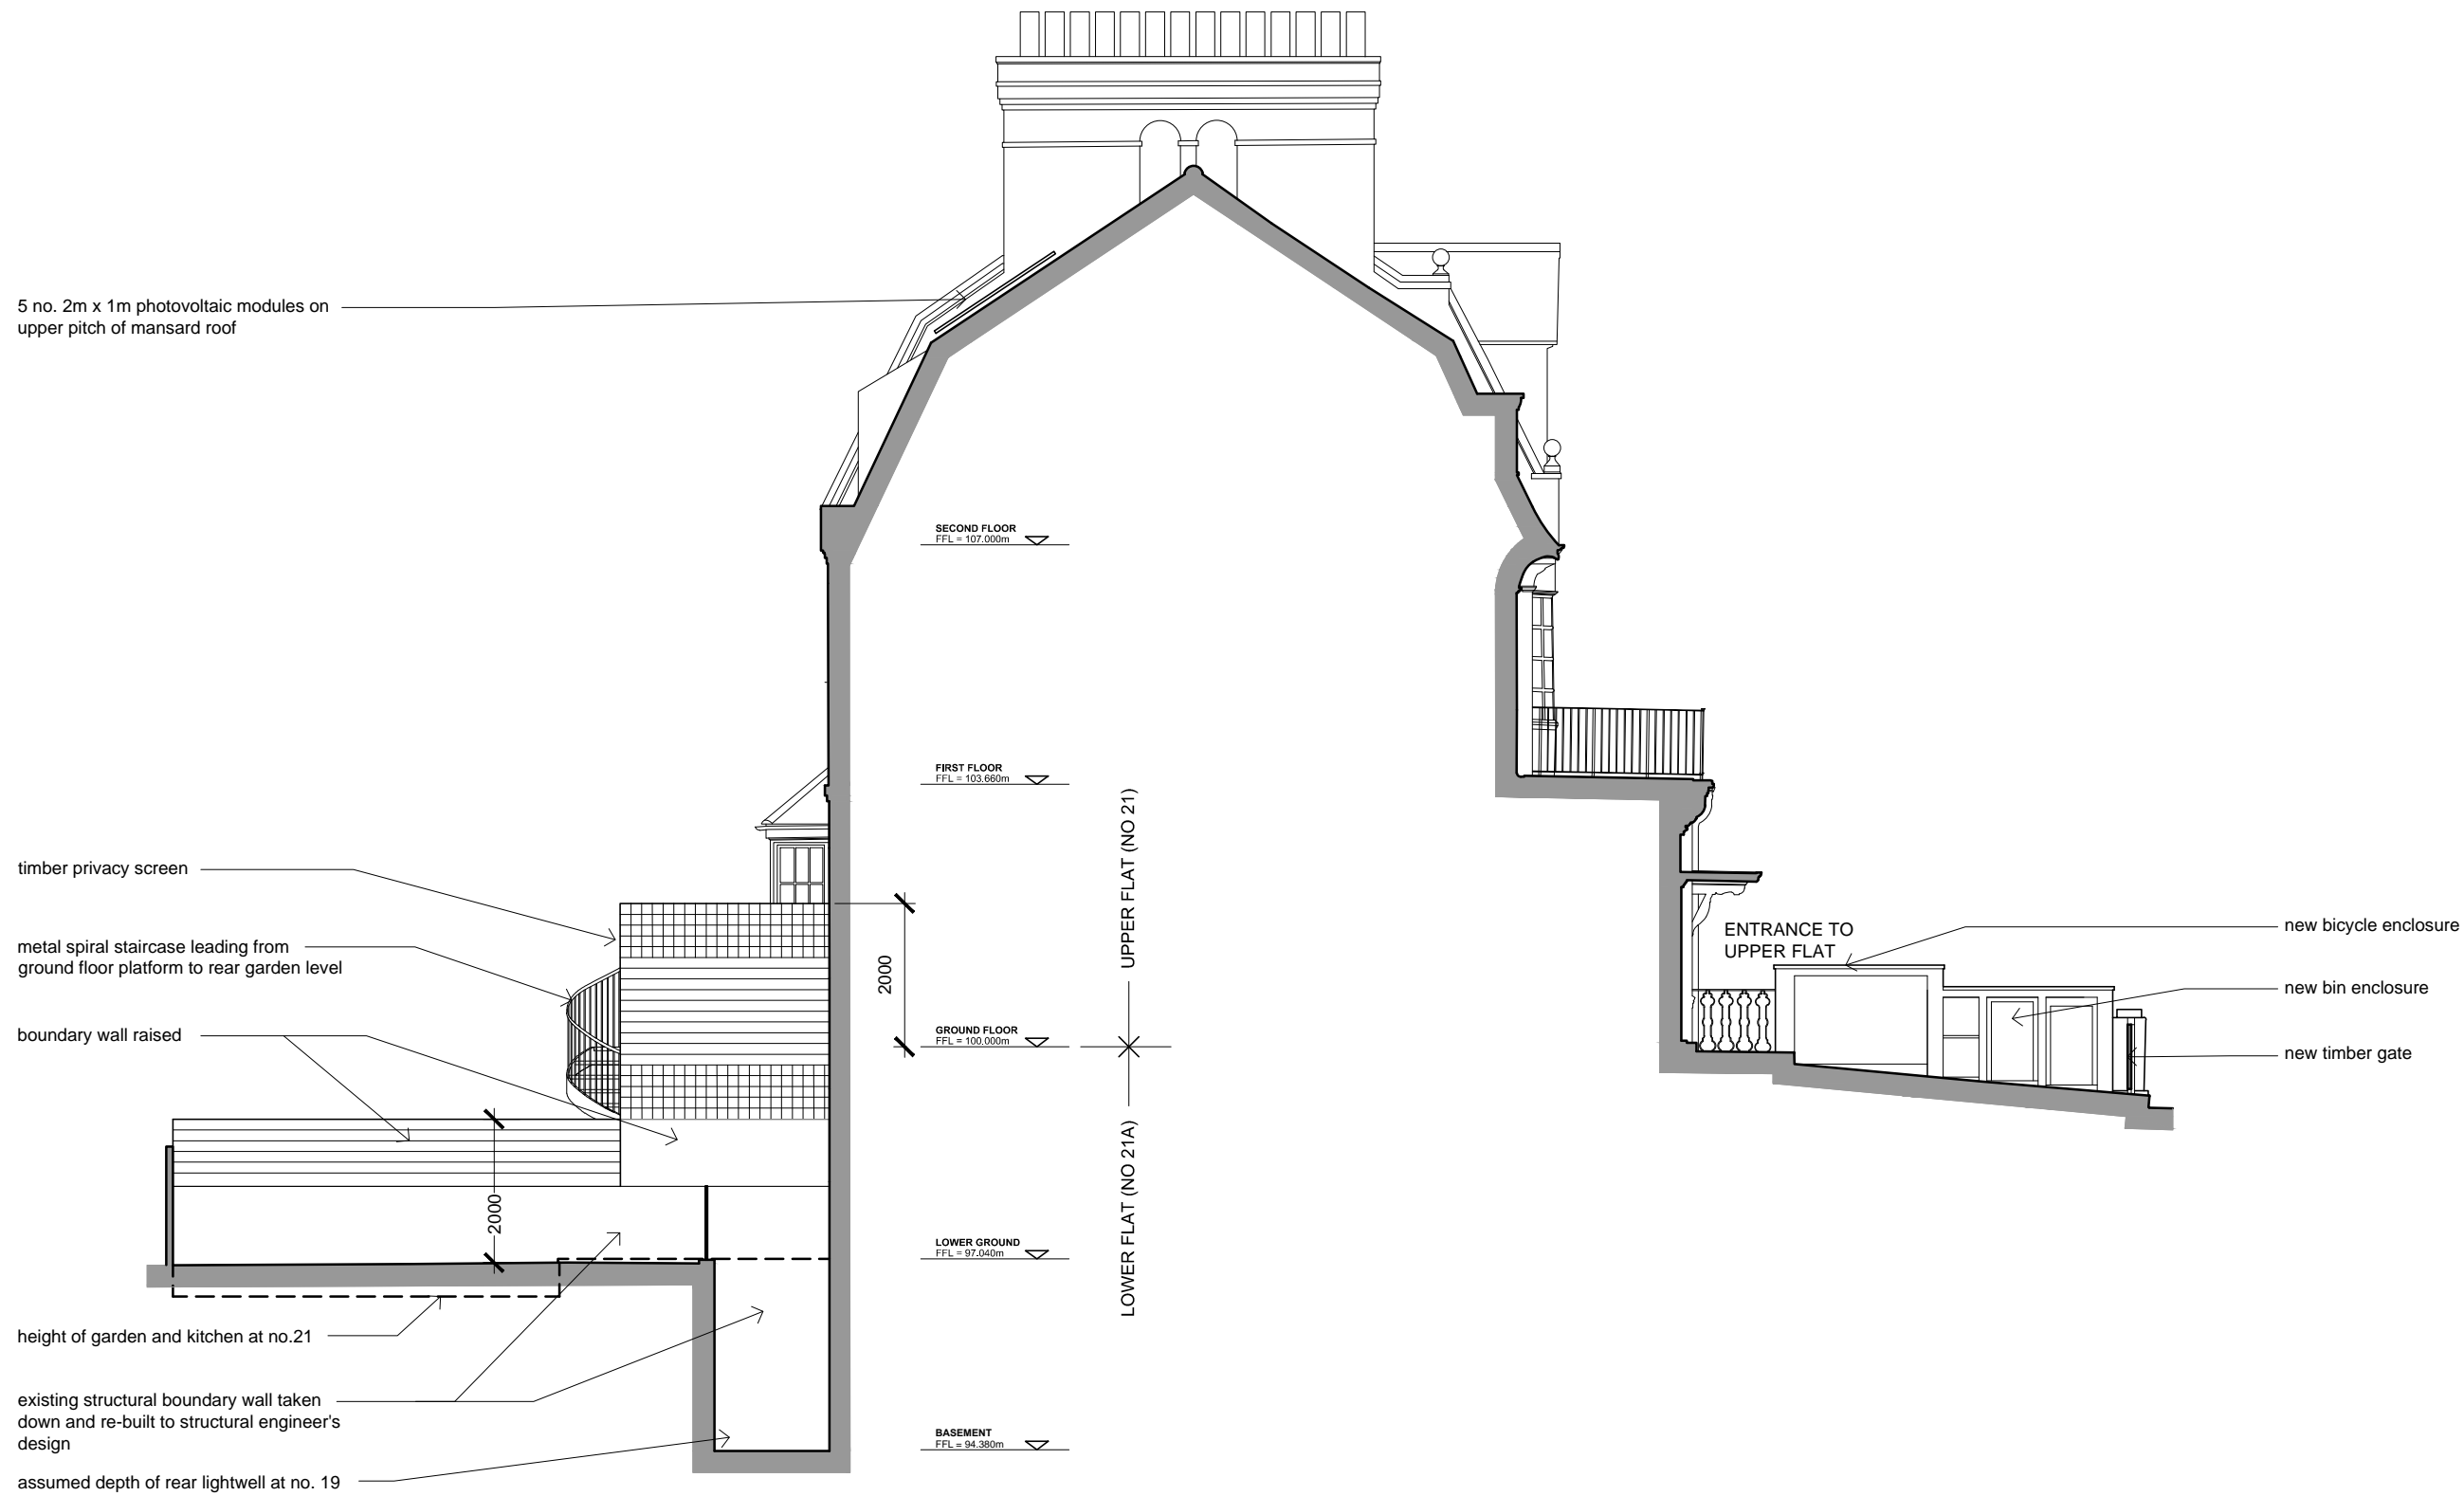 5 no. 2m x 1m photovoltaic modules on
upper pitch of mansard roof
SECOND FLOOR
FFL = 107.000m
FIRST FLOOR
FFL = 103.660m
UPPER FLAT (NO 21)
timber privacy screen
metal spiral staircase leading from
ground floor platform to rear garden level
2000
ENTRANCE TO
UPPER FLAT
new bicycle enclosure
new bin enclosure
boundary wall raised
GROUND FLOOR
FFL = 100.000m
new timber gate
LOWER FLAT (NO 21A)
2000
LOWER GROUND
FFL = 97.040m
height of garden and kitchen at no.21
existing structural boundary wall taken
down and re-built to structural engineer's
design
BASEMENT
FFL = 94.380m
assumed depth of rear lightwell at no. 19